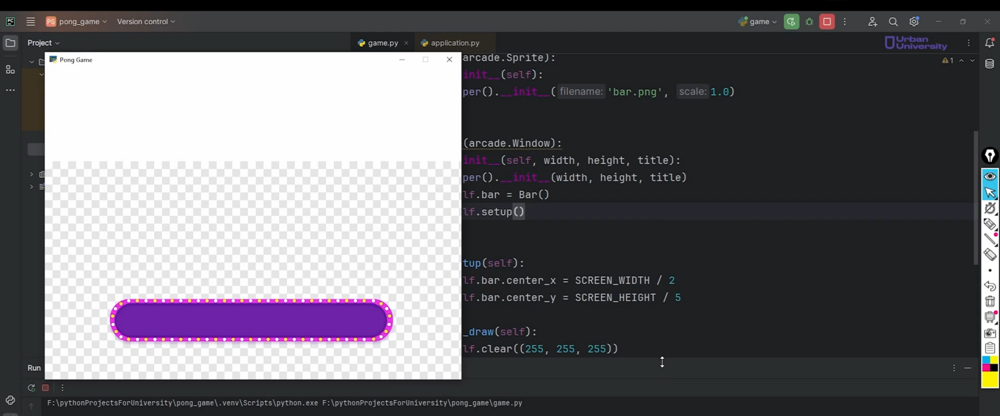 PC PG pong_game Version control game
Project game.py application.py Urban University
Pong Game
arcade.Sprite): 1
init__(self):
per().__init__( filename: 'bar.png', scale: 1.0)
(arcade.Window):
init__(self, width, height, title):
per().__init__(width, height, title)
lf.bar = Bar()
lf.setup()
tup(self):
lf.bar.center_x = SCREEN_WIDTH / 2
lf.bar.center_y = SCREEN_HEIGHT / 5
_draw(self):
lf.clear((255, 255, 255))
Run
F:\pythonProjectsForUniversity\pong_game\.venv\Scripts\python.exe F:\pythonProjectsForUniversity\pong_game\game.py